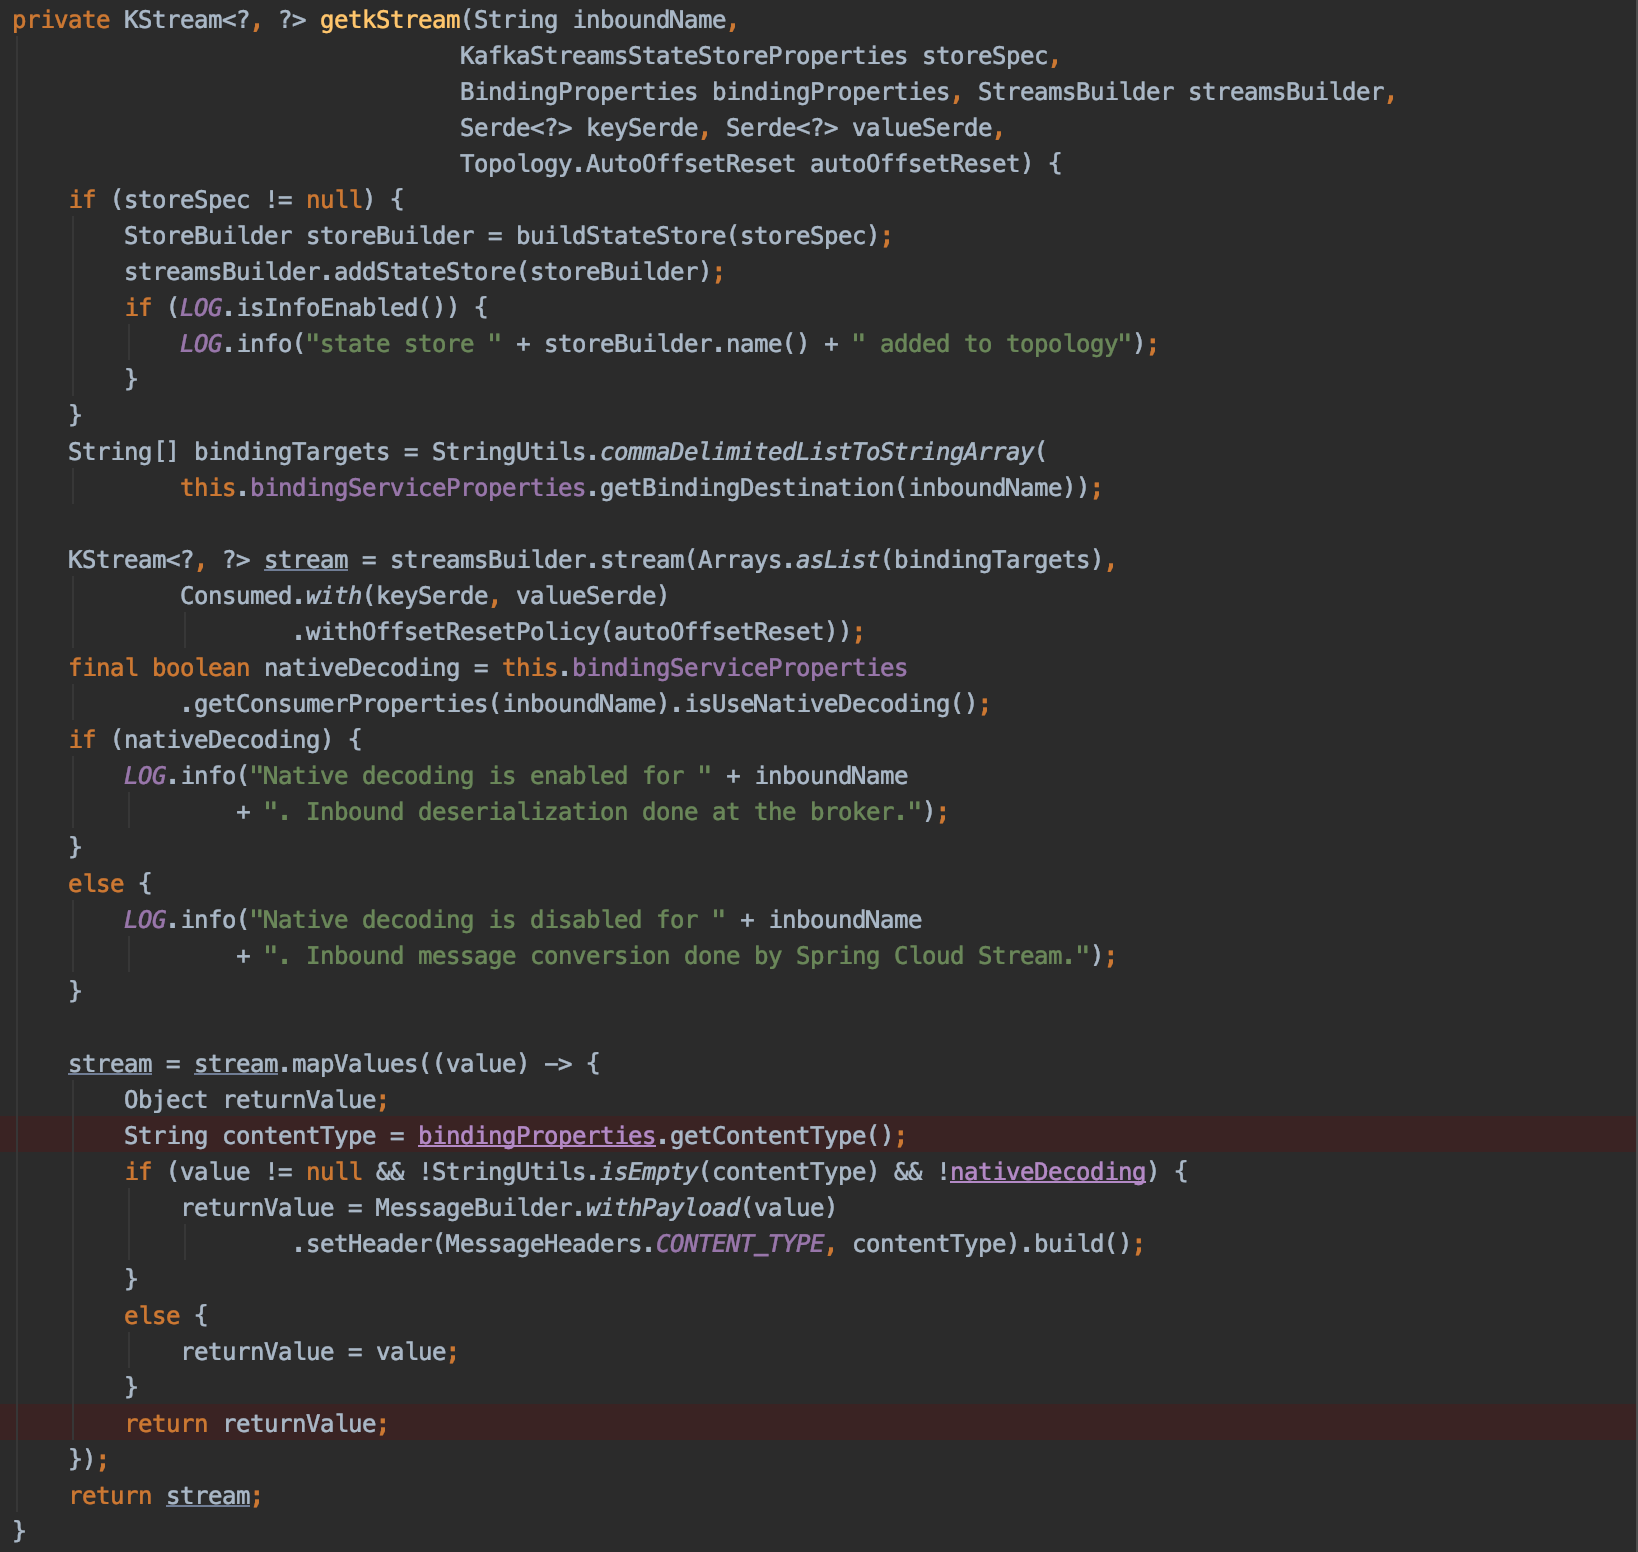 private KStream<?, ?> getkStream(String inboundName,
KafkaStreamsStateStoreProperties storeSpec,
BindingProperties bindingProperties, StreamsBuilder streamsBuilder,
Serde<?> keySerde, Serde<?> valueSerde,
Topology.AutoOffsetReset autoOffsetReset) {
if (storeSpec != null) {
StoreBuilder storeBuilder = buildStateStore(storeSpec);
streamsBuilder.addStateStore(storeBuilder);
if (LOG.isInfoEnabled()) {
LOG.info("state store " + storeBuilder.name() + " added to topology");
}
}
String[] bindingTargets = StringUtils.commaDelimitedListToStringArray(
this.bindingServiceProperties.getBindingDestination(inboundName));
KStream<?, ?> stream = streamsBuilder.stream(Arrays.asList(bindingTargets),
Consumed.with(keySerde, valueSerde)
.withOffsetResetPolicy(autoOffsetReset));
final boolean nativeDecoding = this.bindingServiceProperties
.getConsumerProperties(inboundName).isUseNativeDecoding();
if (nativeDecoding) {
LOG.info("Native decoding is enabled for " + inboundName
+ ". Inbound deserialization done at the broker.");
}
else {
LOG.info("Native decoding is disabled for " + inboundName
+ ". Inbound message conversion done by Spring Cloud Stream.");
}
stream = stream.mapValues((value) -> {
Object returnValue;
String contentType = bindingProperties.getContentType();
if (value != null && !StringUtils.isEmpty(contentType) && !nativeDecoding) {
returnValue = MessageBuilder.withPayload(value)
.setHeader(MessageHeaders.CONTENT_TYPE, contentType).build();
}
else {
returnValue = value;
}
return returnValue;
});
return stream;
}